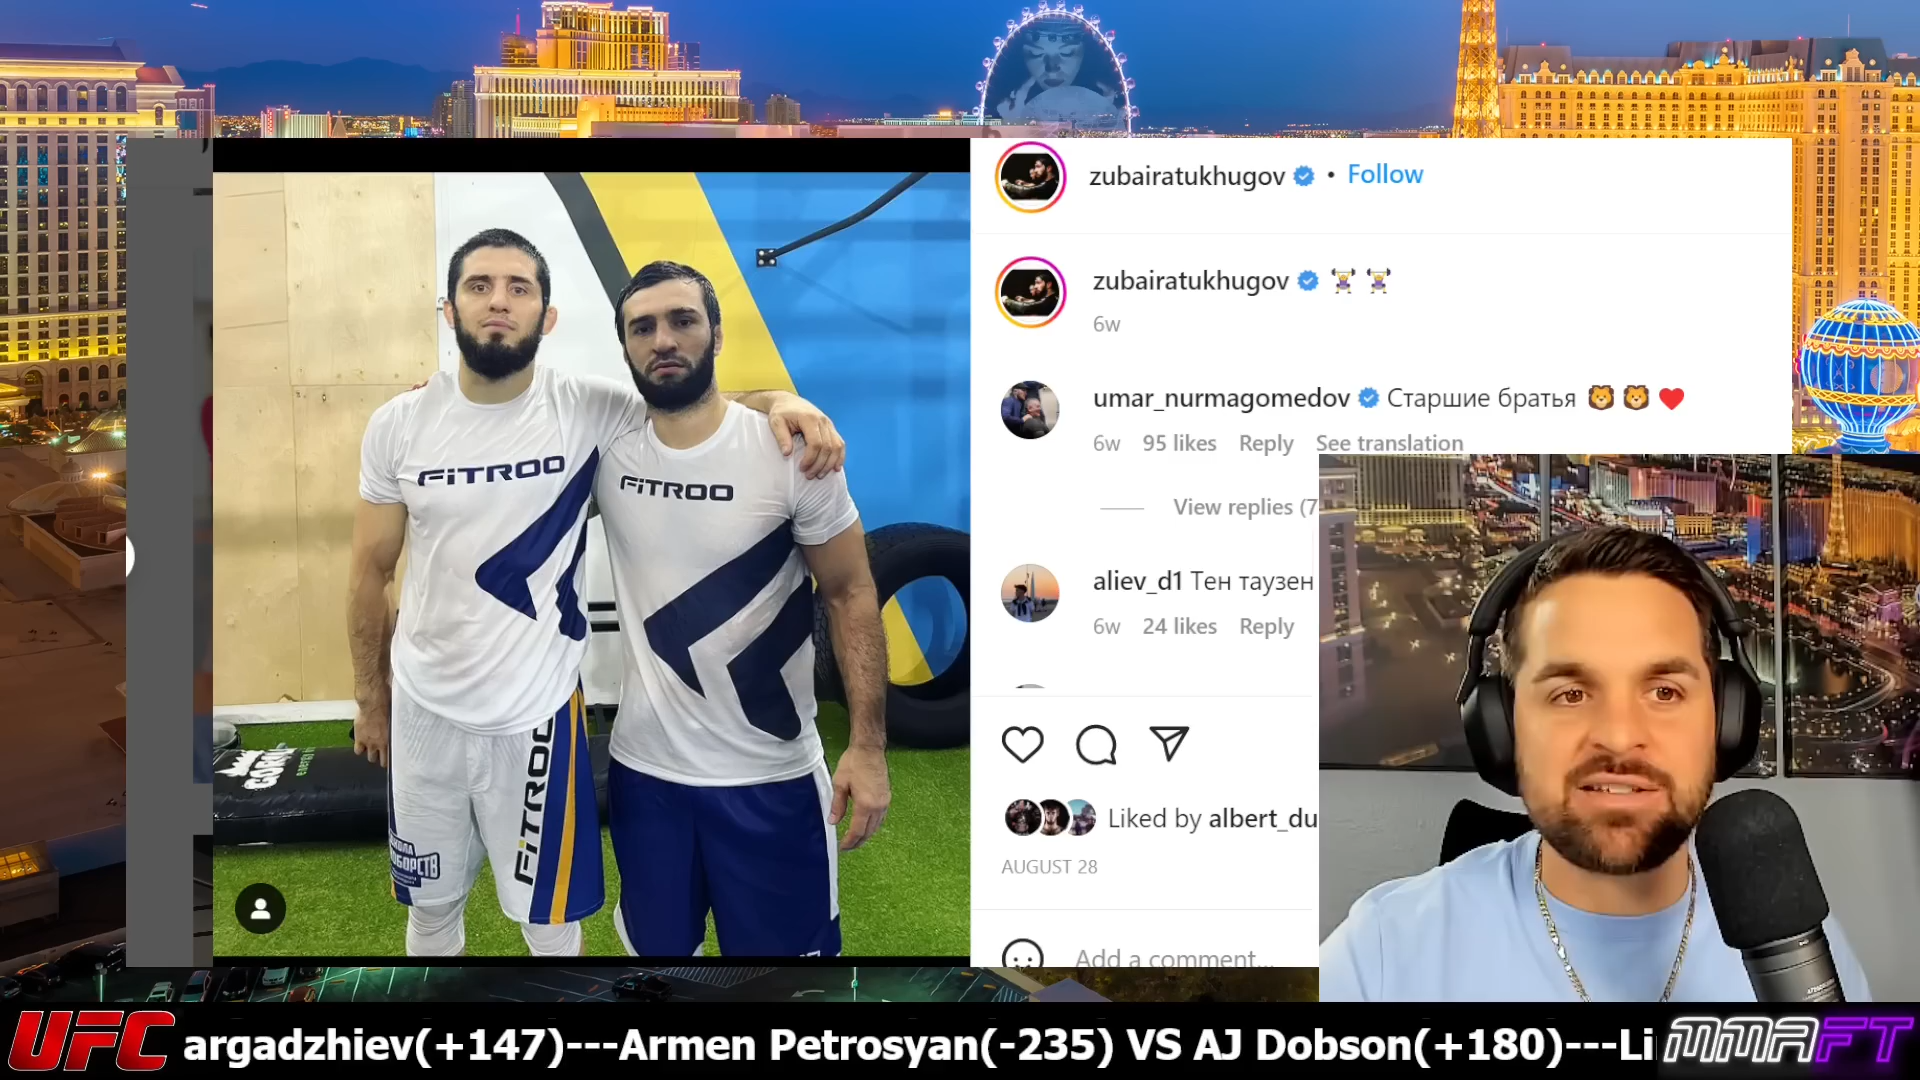 zubairatukhugov • Follow
zubairatukhugov
6w
umar_nurmagomedov Старшие братья
6w 95 likes Reply See translation
View replies (7
aliev_d1 Тен таузен
6w 24 likes Reply
Liked by albert_du
AUGUST 28
Add a comment...
FITROO
FITROO
FITROO
GORILLA
UFC argadzhiev(+147)---Armen Petrosyan(-235) VS AJ Dobson(+180)---Li MMAFT